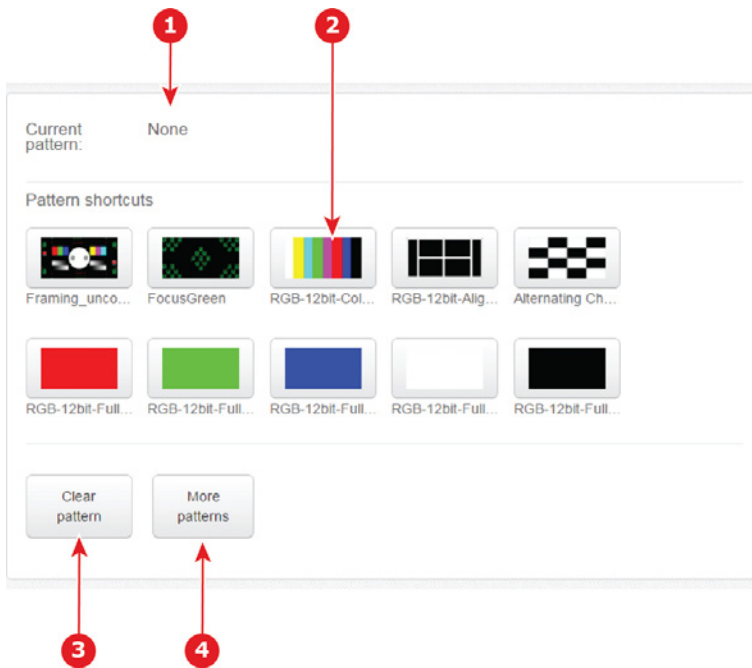 1 2
Current None
pattern:
Pattern shortcuts
Framing_unco... FocusGreen RGB-12bit-Col... RGB-12bit-Alig... Alternating Ch...
RGB-12bit-Full... RGB-12bit-Full... RGB-12bit-Full... RGB-12bit-Full... RGB-12bit-Full...
Clear More
pattern patterns
3 4